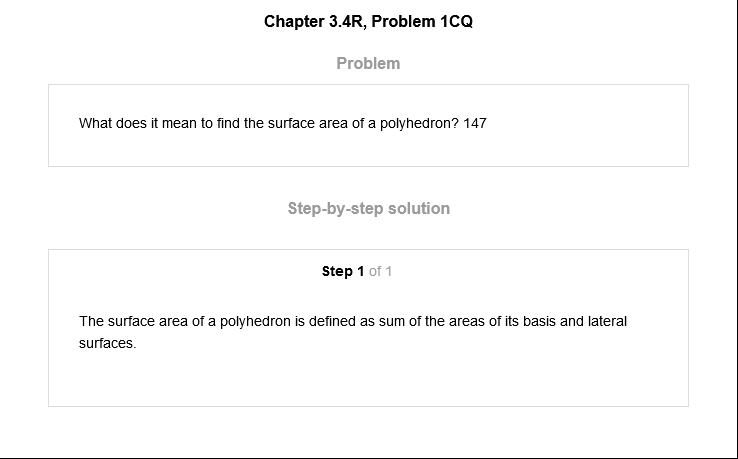 Chapter 3.4R, Problem 1CQ
Problem
What does it mean to find the surface area of a polyhedron? 147
Step-by-step solution
Step 1 of 1
The surface area of a polyhedron is defined as sum of the areas of its basis and lateral
surfaces.